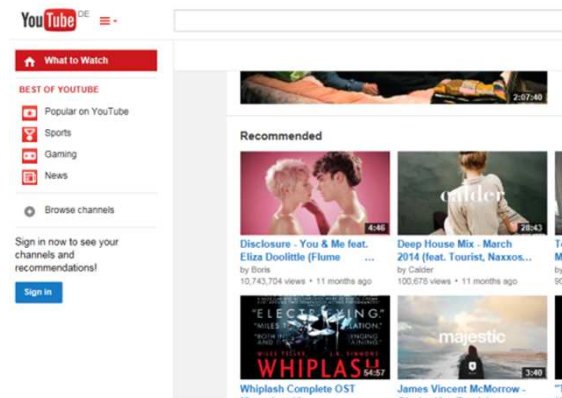 YouTube DE
What to Watch
2:07:40
BEST OF YOUTUBE
Popular on YouTube
Sports
Gaming
News
Browse channels
Sign in now to see your
channels and
recommendations!
Sign in
Recommended
4:46
Disclosure - You & Me feat.
Eliza Doolittle (Flume ...
by Boris
10,743,704 views • 11 months ago
calder
28:43
Deep House Mix - March
2014 (feat. Tourist, Naxxos...
by Calder
100,678 views • 11 months ago
"ELECTRIFYING."
MILES TELLER
WHIPLASH
54:57
Whiplash Complete OST
majestic
3:40
James Vincent McMorrow -